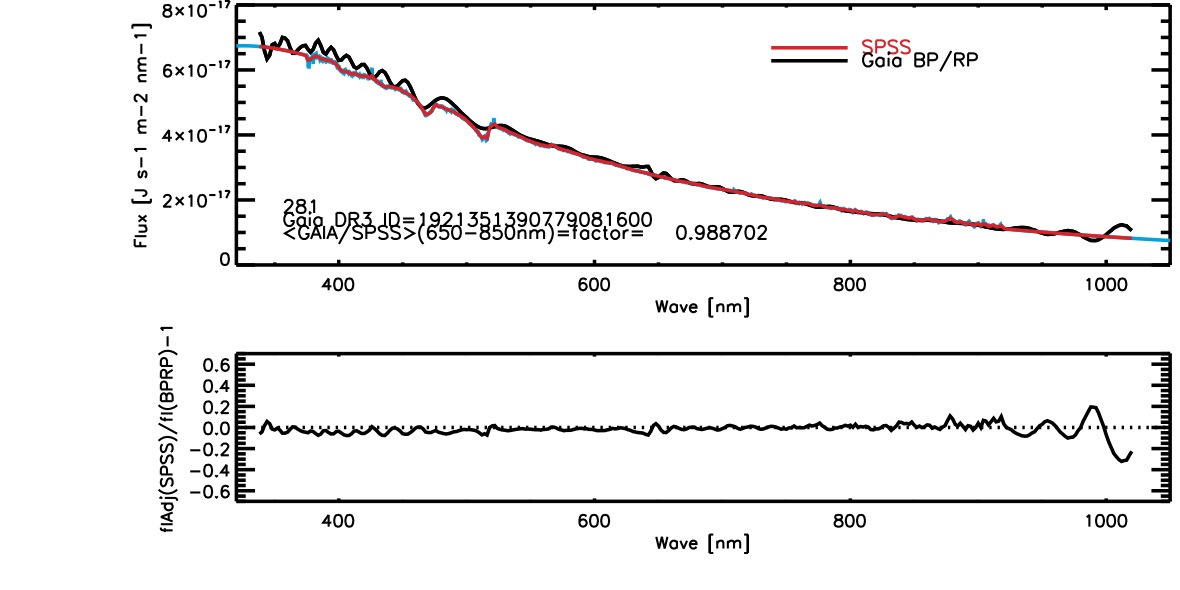 8×10−17
6×10−17
4×10−17
2×10−17
0
Flux [J s−1 m−2 nm−1]
SPSS
Gaia BP/RP
281
Gaia DR3 ID=1921351390779081600
<GAIA/SPSS>(650−850nm)=factor= 0.988702
400 600 800 1000
Wave [nm]
flAdj(SPSS)/fl(BPRP)−1
0.6
0.4
0.2
0.0
−0.2
−0.4
−0.6
400 600 800 1000
Wave [nm]